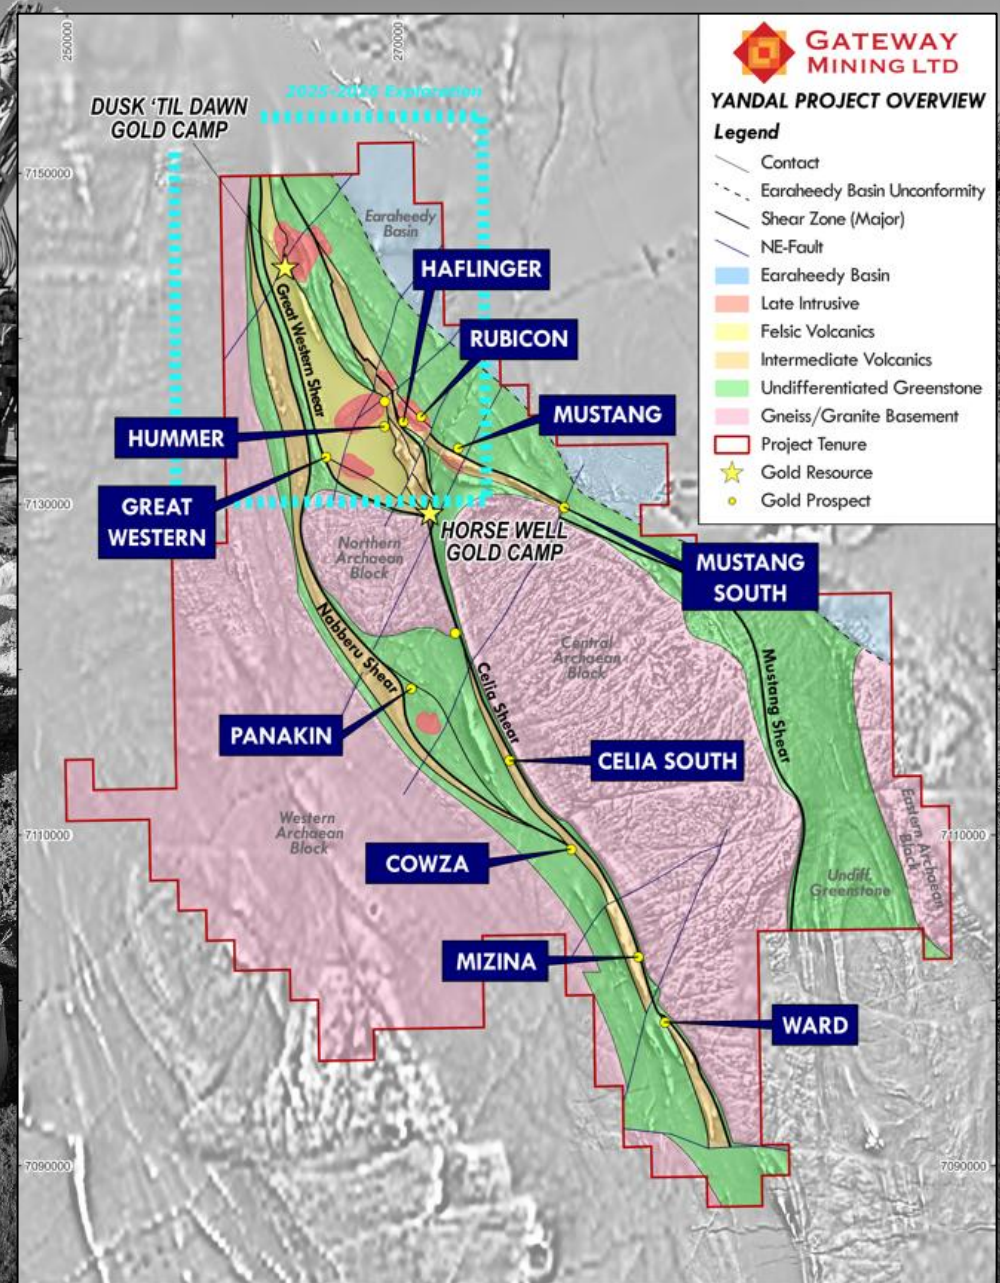 250000
270000
GATEWAY
MINING LTD
YANDAL PROJECT OVERVIEW
Legend
Contact
Earaheedy Basin Unconformity
Shear Zone (Major)
NE-Fault
Earaheedy Basin
Late Intrusive
Felsic Volcanics
Intermediate Volcanics
Undifferentiated Greenstone
Gneiss/Granite Basement
Project Tenure
Gold Resource
Gold Prospect
2025-2026 Exploration
DUSK ‘TIL DAWN
GOLD CAMP
7150000
Earaheedy
Basin
HAFLINGER
Great Western Shear
RUBICON
MUSTANG
HUMMER
GREAT
WESTERN
7130000
HORSE WELL
GOLD CAMP
Northern
Archaean
Block
MUSTANG
SOUTH
Nabberu Shear
Central
Archaean
Block
Celia Shear
Mustang Shear
PANAKIN
CELIA SOUTH
Western
Archaean
Block
7110000
7110000
Eastern Archaean
Block
COWZA
Undiff.
Greenstone
MIZINA
WARD
7090000
7090000